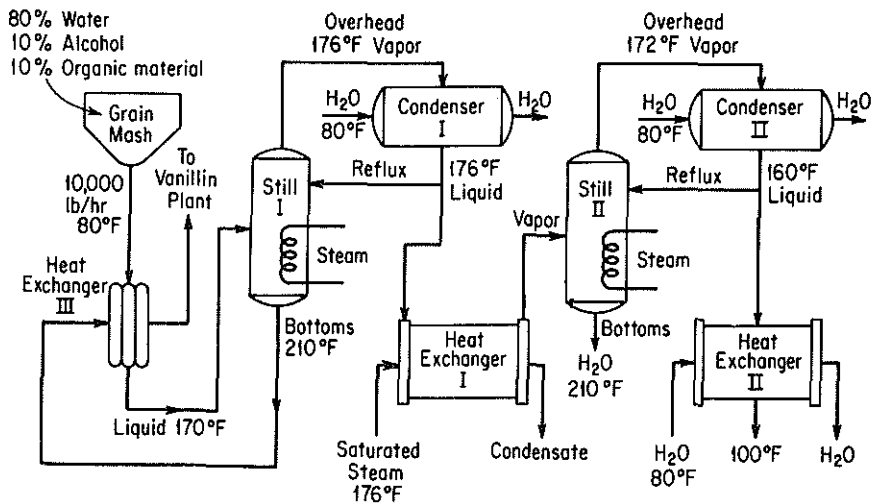 80% Water
10% Alcohol
10% Organic material
Grain
Mash
10,000
lb/hr
80°F
To
Vanillin
Plant
Heat
Exchanger
III
Liquid 170°F
Overhead
176°F Vapor
H₂O
80°F
Condenser
I
H₂O
Reflux
176°F
Liquid
Still
I
Steam
Bottoms
210°F
Heat
Exchanger
I
Saturated
Steam
176°F
Condensate
Vapor
Overhead
172°F Vapor
H₂O
80°F
Condenser
II
H₂O
Reflux
160°F
Liquid
Still
II
Steam
Bottoms
H₂O
210°F
Heat
Exchanger
II
H₂O
80°F
100°F
H₂O